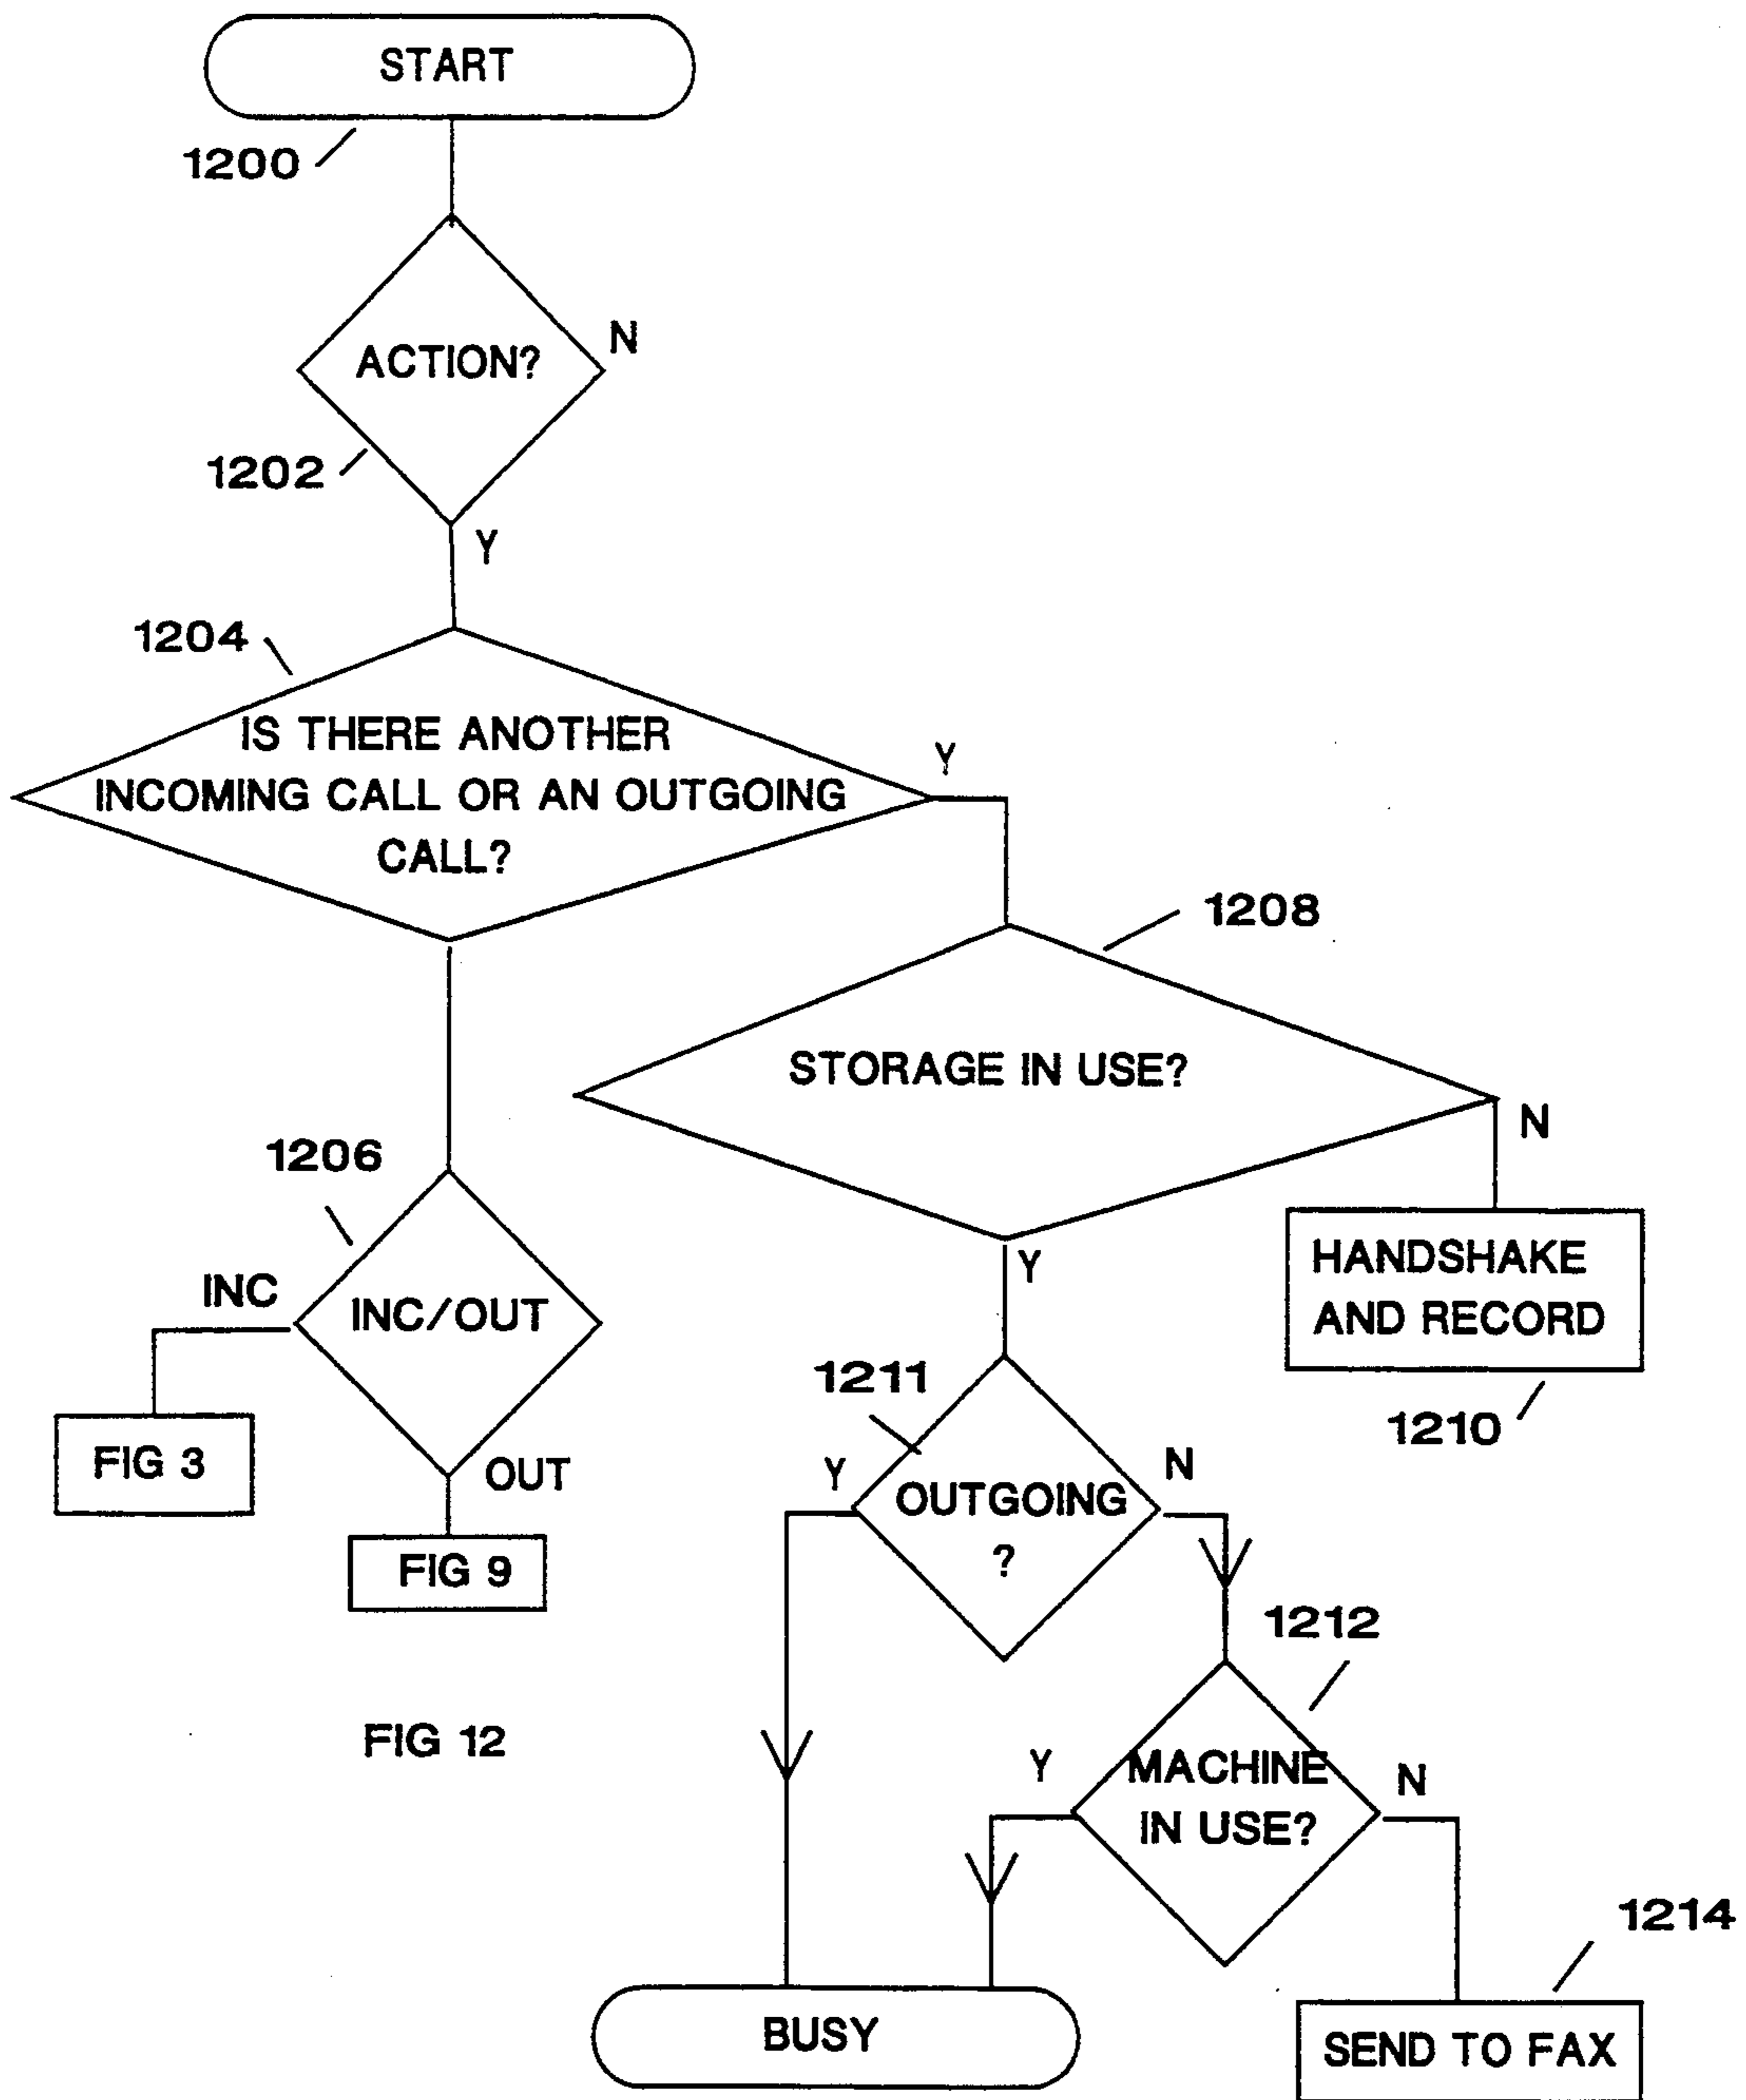 START
1200
ACTION?
N
1202
Y
1204
IS THERE ANOTHER
INCOMING CALL OR AN OUTGOING
CALL?
Y
1208
STORAGE IN USE?
N
1206
INC
INC/OUT
OUT
FIG 3
FIG 9
HANDSHAKE
AND RECORD
1210
Y
1211
Y
OUTGOING
?
N
1212
FIG 12
Y
MACHINE
IN USE?
N
1214
BUSY
SEND TO FAX